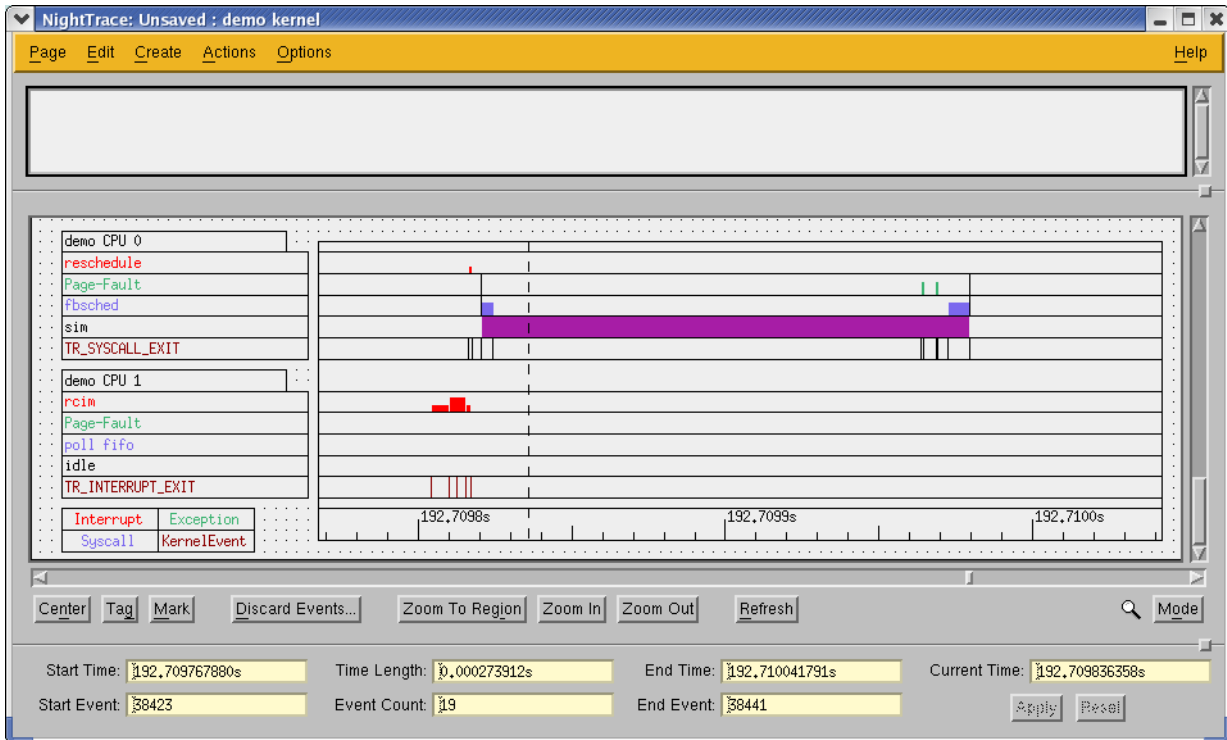 NightTrace: Unsaved : demo kernel
Page Edit Create Actions Options Help
demo CPU 0
reschedule
Page-Fault
fbsched
sim
TR_SYSCALL_EXIT
demo CPU 1
rcim
Page-Fault
poll fifo
idle
TR_INTERRUPT_EXIT
Interrupt Exception
Syscall KernelEvent
192.7098s 192.7099s 192.7100s
Center Tag Mark Discard Events... Zoom To Region Zoom In Zoom Out Refresh Mode
Start Time: 192.709767880s Time Length: 0.000273912s End Time: 192.710041791s Current Time: 192.709836358s
Start Event: 38423 Event Count: 19 End Event: 38441 Apply Reset